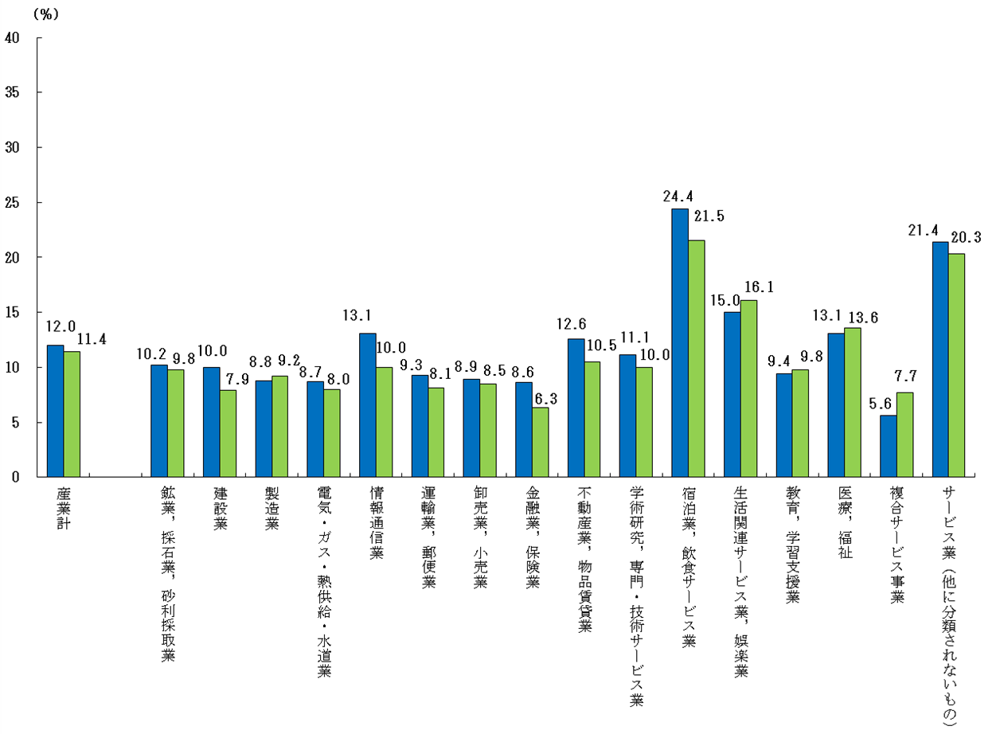 (%)
40
35
30
25
20
15
10
5
0
12.0
11.4
10.2
9.8
10.0
7.9
8.8
9.2
8.7
8.0
13.1
10.0
9.3
8.1
8.9
8.5
8.6
6.3
12.6
10.5
11.1
10.0
24.4
21.5
15.0
16.1
9.4
9.8
13.1
13.6
5.6
7.7
21.4
20.3
産業計
鉱業，採石業，砂利採取業
建設業
製造業
電気・ガス・熱供給・水道業
情報通信業
運輸業，郵便業
卸売業，小売業
金融業，保険業
不動産業，物品賃貸業
学術研究，専門・技術サービス業
宿泊業，飲食サービス業
生活関連サービス業，娯楽業
教育，学習支援業
医療，福祉
複合サービス事業
サービス業（他に分類されないもの）